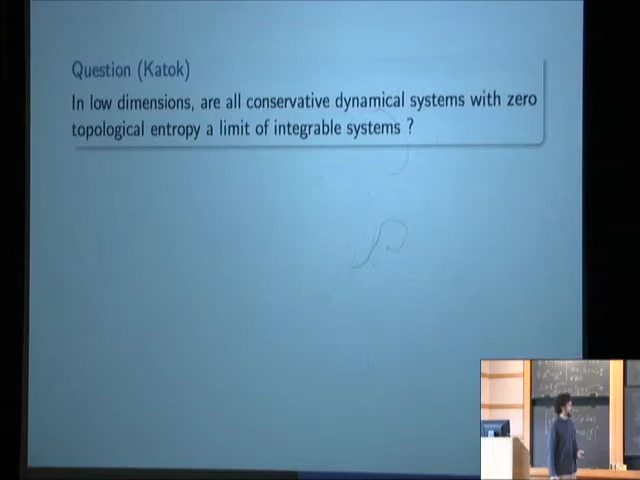 Question (Katok)
In low dimensions, are all conservative dynamical systems with zero
topological entropy a limit of integrable systems ?